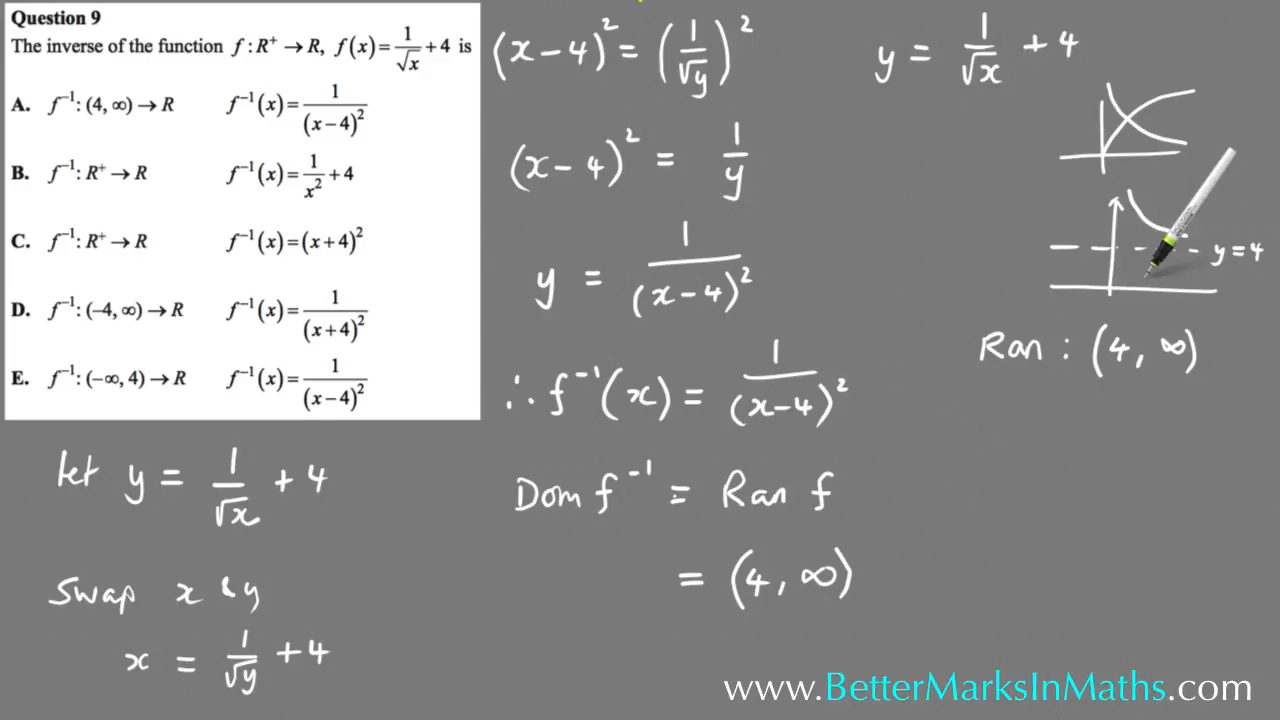 Question 9
The inverse of the function f : R⁺ → R, f(x) = 1/√x + 4 is
A. f⁻¹ : (4, ∞) → R f⁻¹(x) = 1/(x − 4)²
B. f⁻¹ : R⁺ → R f⁻¹(x) = 1/x² + 4
C. f⁻¹ : R⁺ → R f⁻¹(x) = (x + 4)²
D. f⁻¹ : (−4, ∞) → R f⁻¹(x) = 1/(x + 4)²
E. f⁻¹ : (−∞, 4) → R f⁻¹(x) = 1/(x − 4)²
let y = 1/√x + 4
Swap x & y
x = 1/√y + 4
(x − 4)² = (1/√y)²
(x − 4)² = 1/y
y = 1/(x − 4)²
∴ f⁻¹(x) = 1/(x − 4)²
Dom f⁻¹ = Ran f
= (4, ∞)
y = 1/√x + 4
y = 4
Ran : (4, ∞)
www.BetterMarksInMaths.com